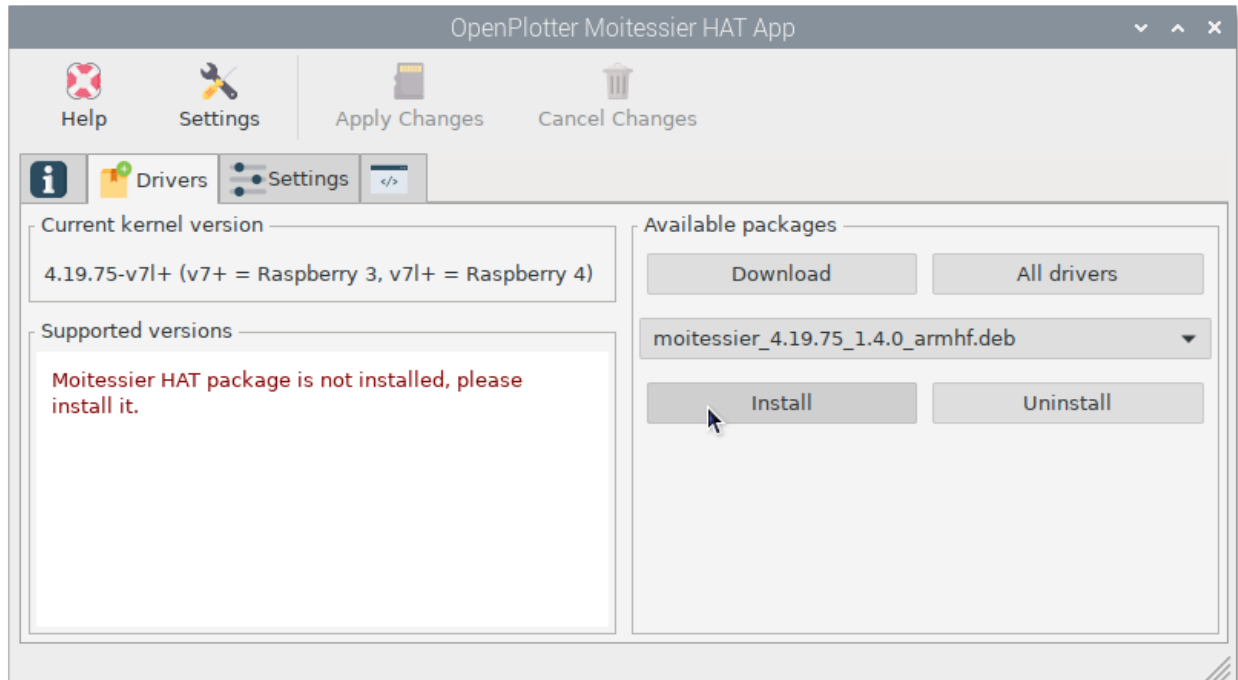 OpenPlotter Moitessier HAT App
Help
Settings
Apply Changes
Cancel Changes
i
Drivers
Settings
</>
Current kernel version
4.19.75-v7l+ (v7+ = Raspberry 3, v7l+ = Raspberry 4)
Supported versions
Moitessier HAT package is not installed, please
install it.
Available packages
Download
All drivers
moitessier_4.19.75_1.4.0_armhf.deb
Install
Uninstall